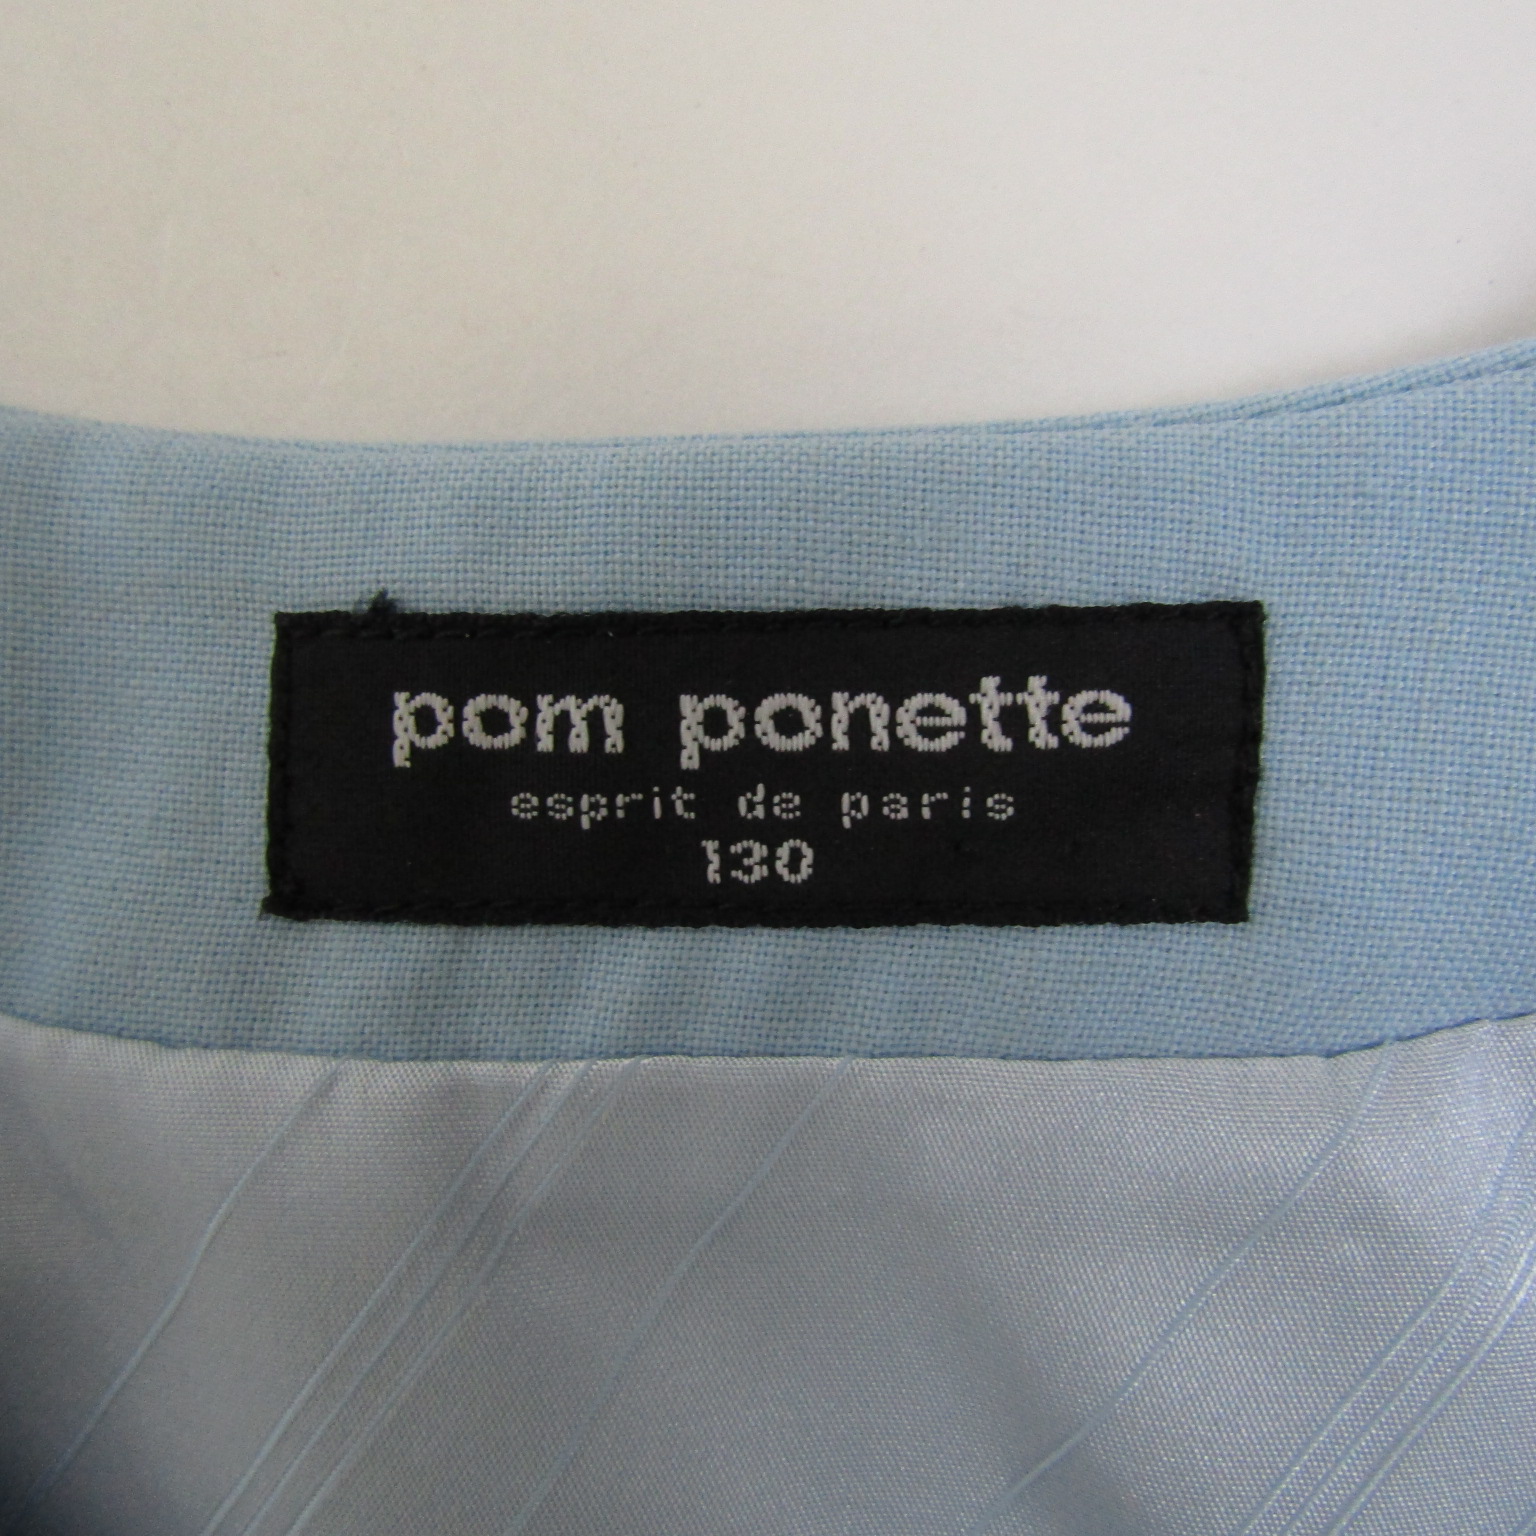 pom ponette
esprit de paris
130